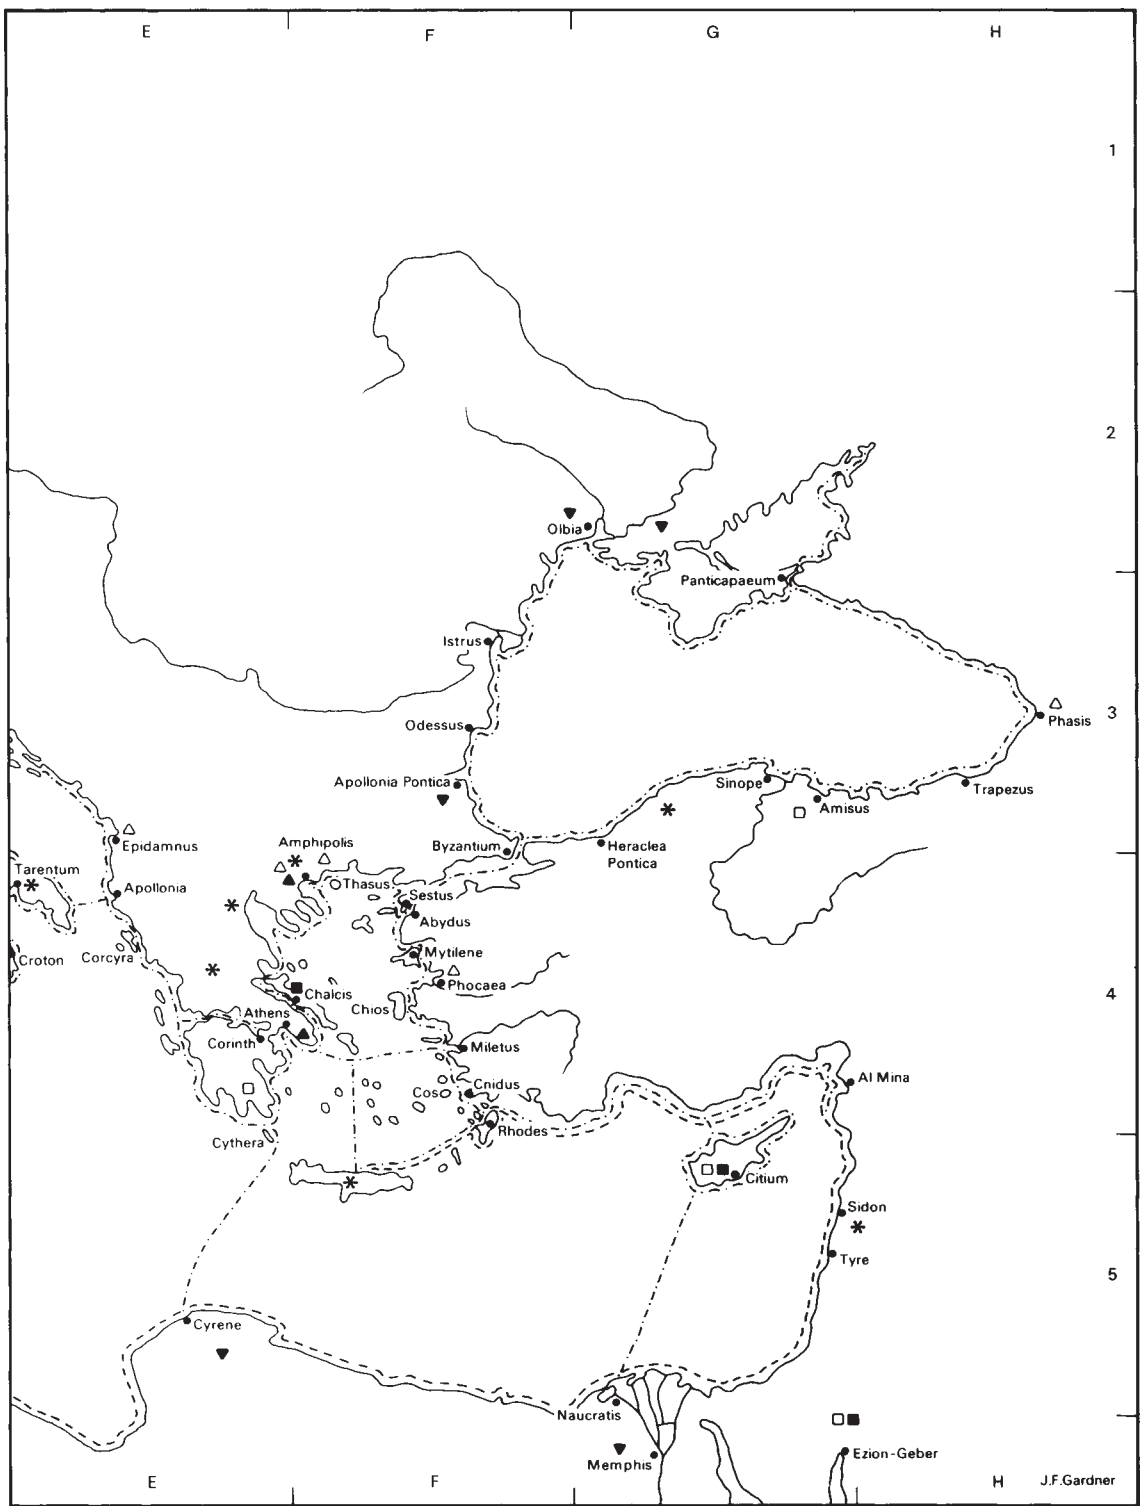 E F G H
1
2
Olbia
Panticapaeum
Istrus
3
Phasis
Odessus
Apollonia Pontica
Sinope
Trapezus
Amisus
Epidamnus
Amphipolis
Byzantium
Heraclea
Pontica
Tarentum
Thasus
Apollonia
Sestus
Abydus
Croton
Corcyra
Mytilene
Phocaea
4
Chalcis
Chios
Athens
Corinth
Miletus
Al Mina
Cnidus
Cos
Rhodes
Cythera
Citium
Sidon
Tyre
5
Cyrene
Naucratis
Memphis
Ezion-Geber
E F H J.F.Gardner